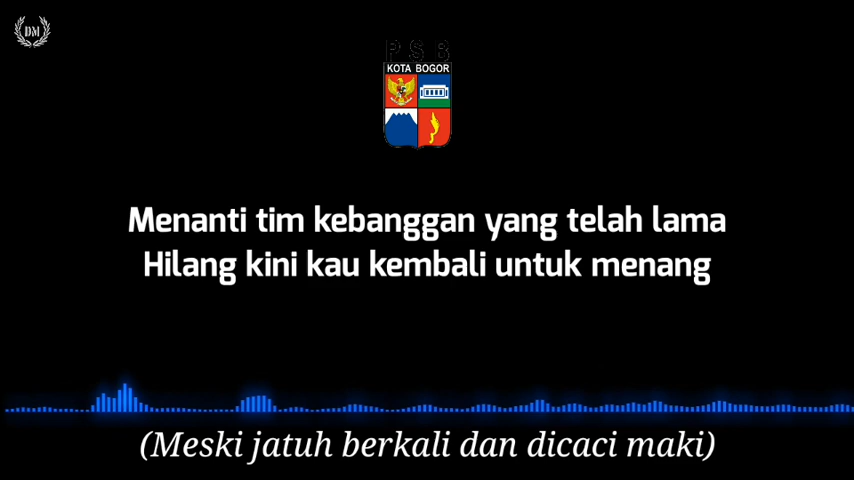 DM
PSB
KOTA BOGOR
Menanti tim kebanggan yang telah lama
Hilang kini kau kembali untuk menang
(Meski jatuh berkali dan dicaci maki)